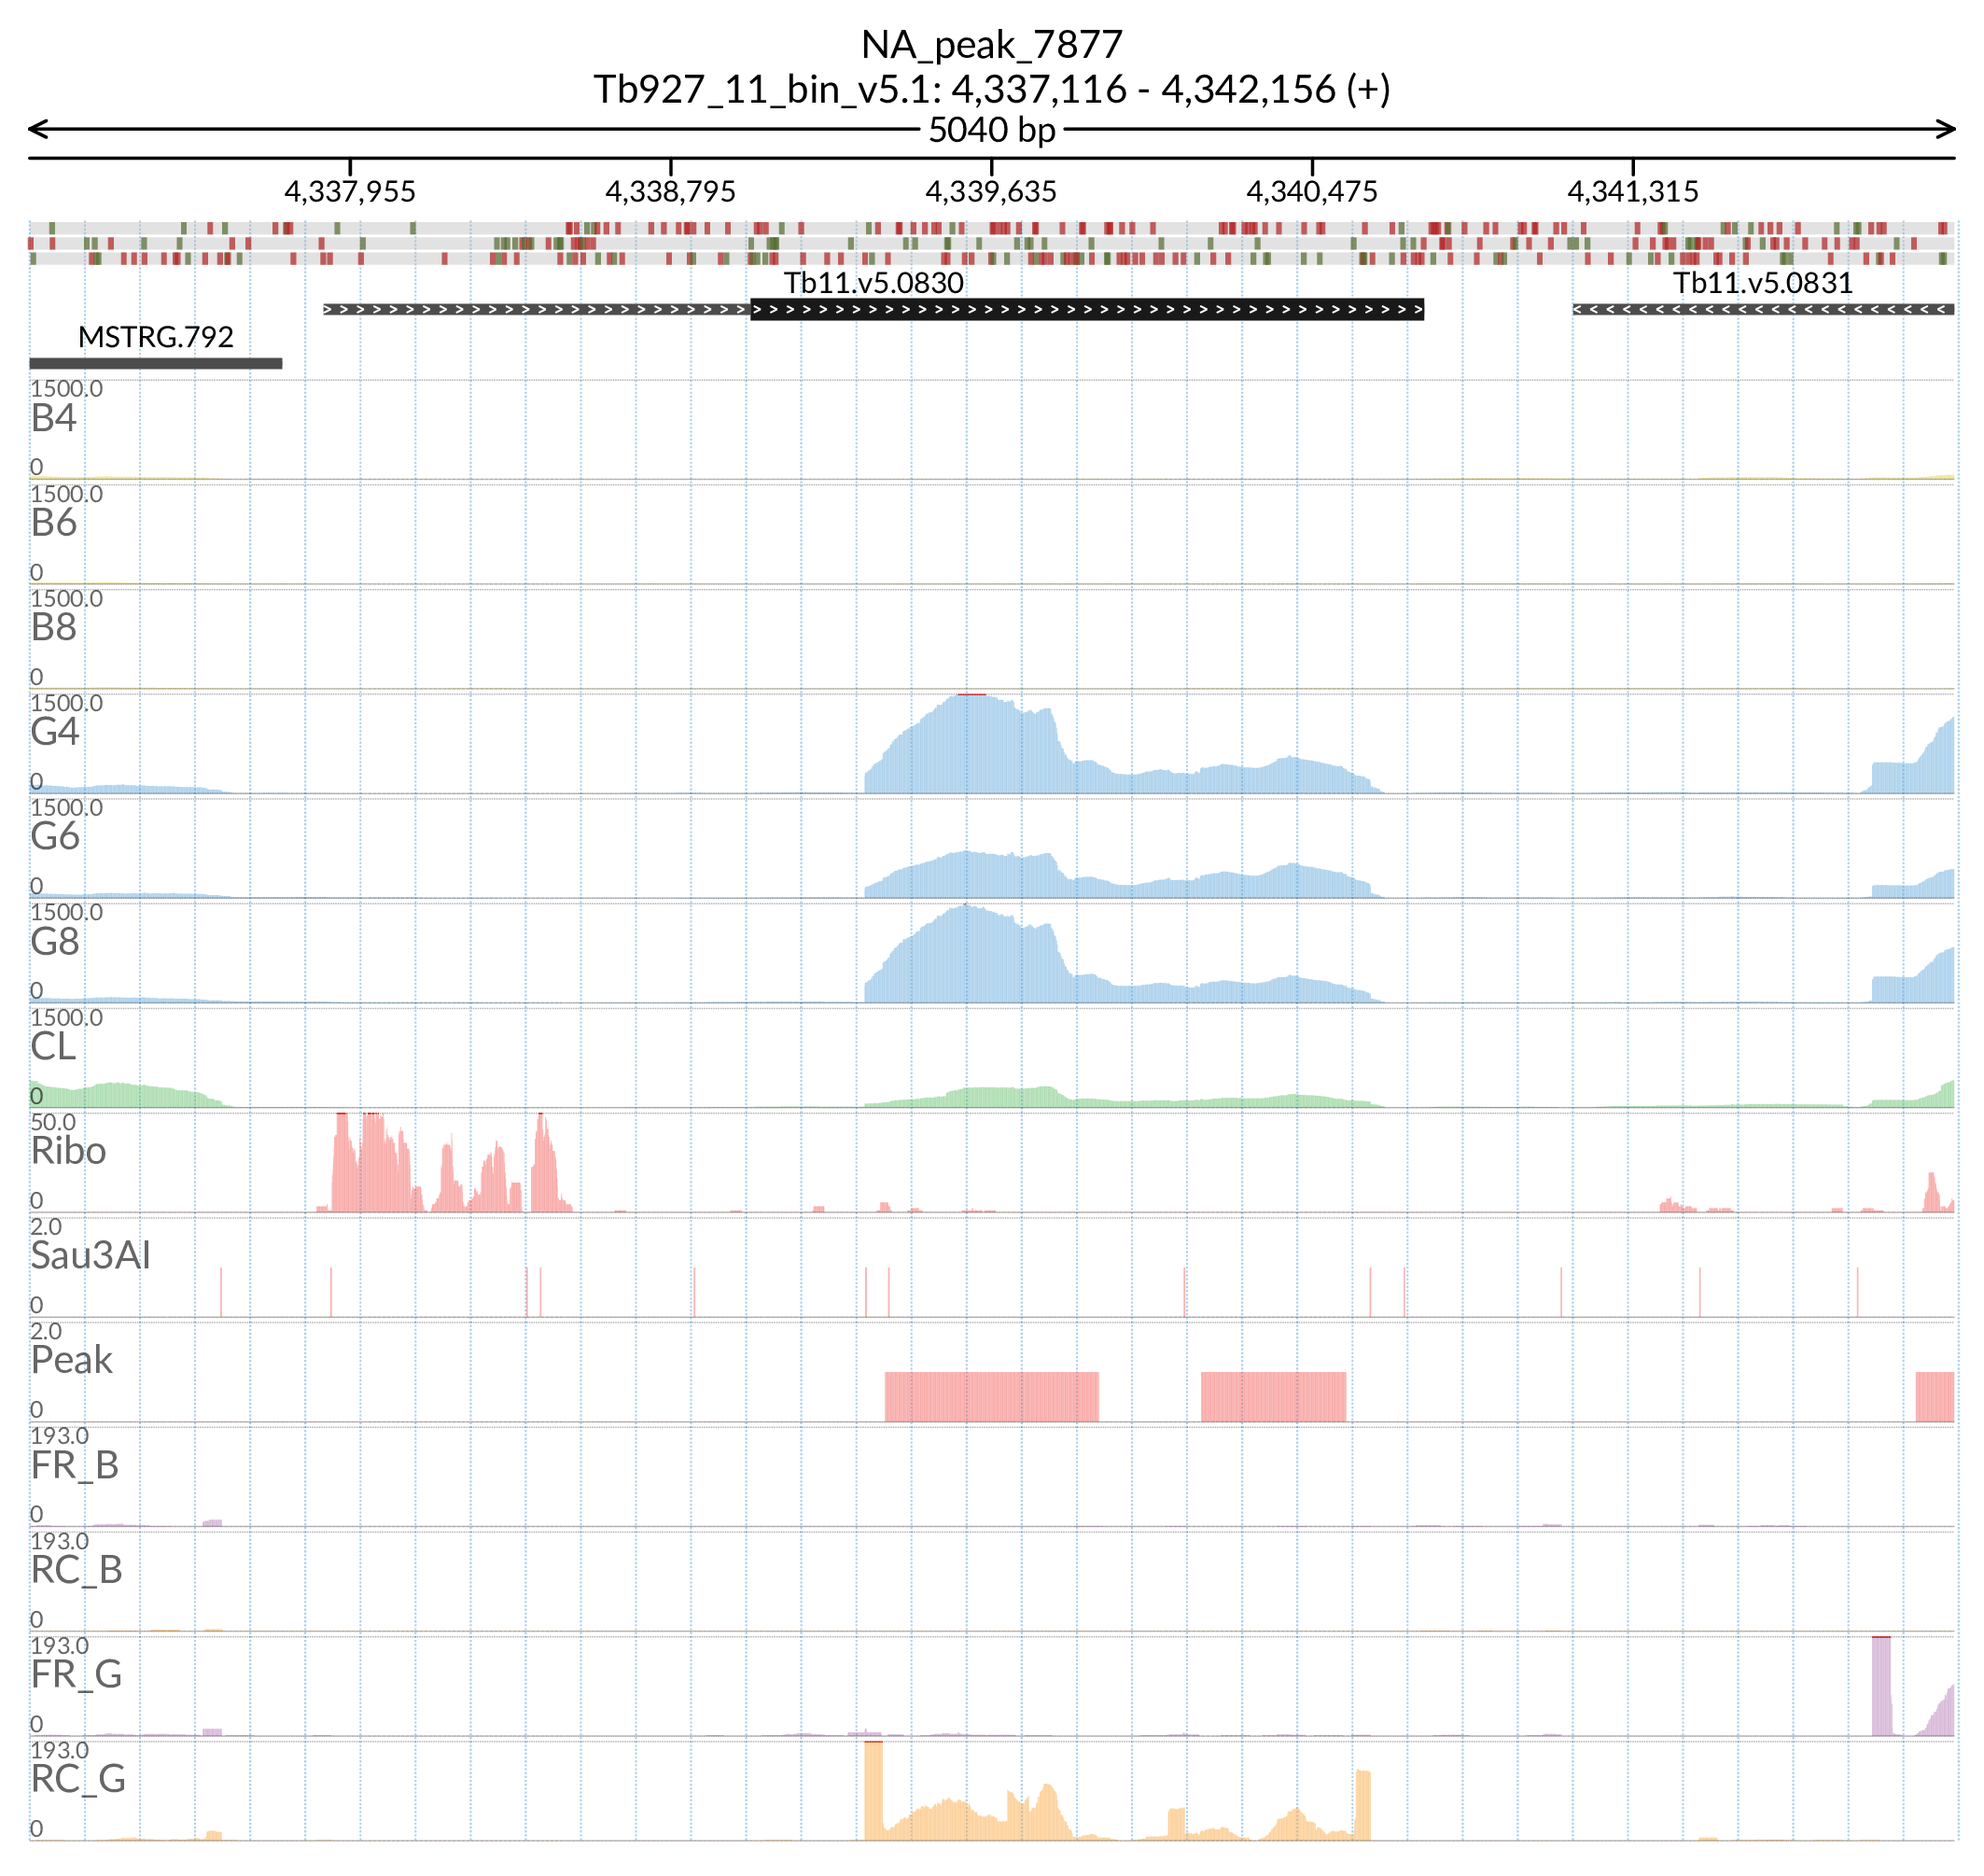 NA_peak_7877
Tb927_11_bin_v5.1: 4,337,116 - 4,342,156 (+)
5040 bp
4,337,955 4,338,795 4,339,635 4,340,475 4,341,315
Tb11.v5.0830 Tb11.v5.0831
MSTRG.792
1500.0
B4
0
1500.0
B6
0
1500.0
B8
0
1500.0
G4
0
1500.0
G6
0
1500.0
G8
0
1500.0
CL
0
50.0
Ribo
0
2.0
Sau3AI
0
2.0
Peak
0
193.0
FR_B
0
193.0
RC_B
0
193.0
FR_G
0
193.0
RC_G
0